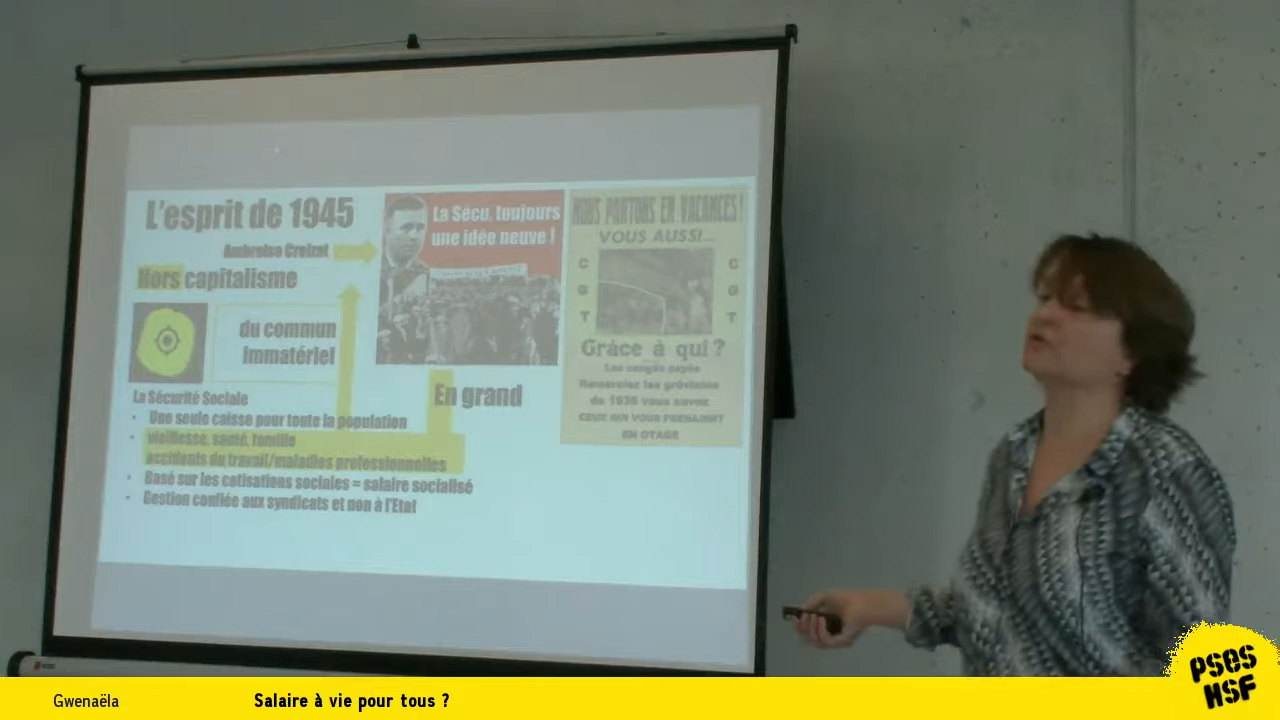 L'esprit de 1945
Ambroise Croizat
Hors capitalisme
du commun
immatériel
La Sécu, toujours
une idée neuve !
En grand
La Sécurité Sociale
• Une seule caisse pour toute la population
• vieillesse, santé, famille
accidents du travail/maladies professionnelles
• Basé sur les cotisations sociales = salaire socialisé
• Gestion confiée aux syndicats et non à l'Etat
NOUS PARTONS EN VACANCES !
VOUS AUSSI...
C C
G G
T T
Grâce à qui ?
Les congés payés
Remerciez les grévistes
de 1936 vous savez
CEUX QUI VOUS PRENAIENT
EN OTAGE
Gwenaëla
Salaire à vie pour tous ?
PSES
HSF